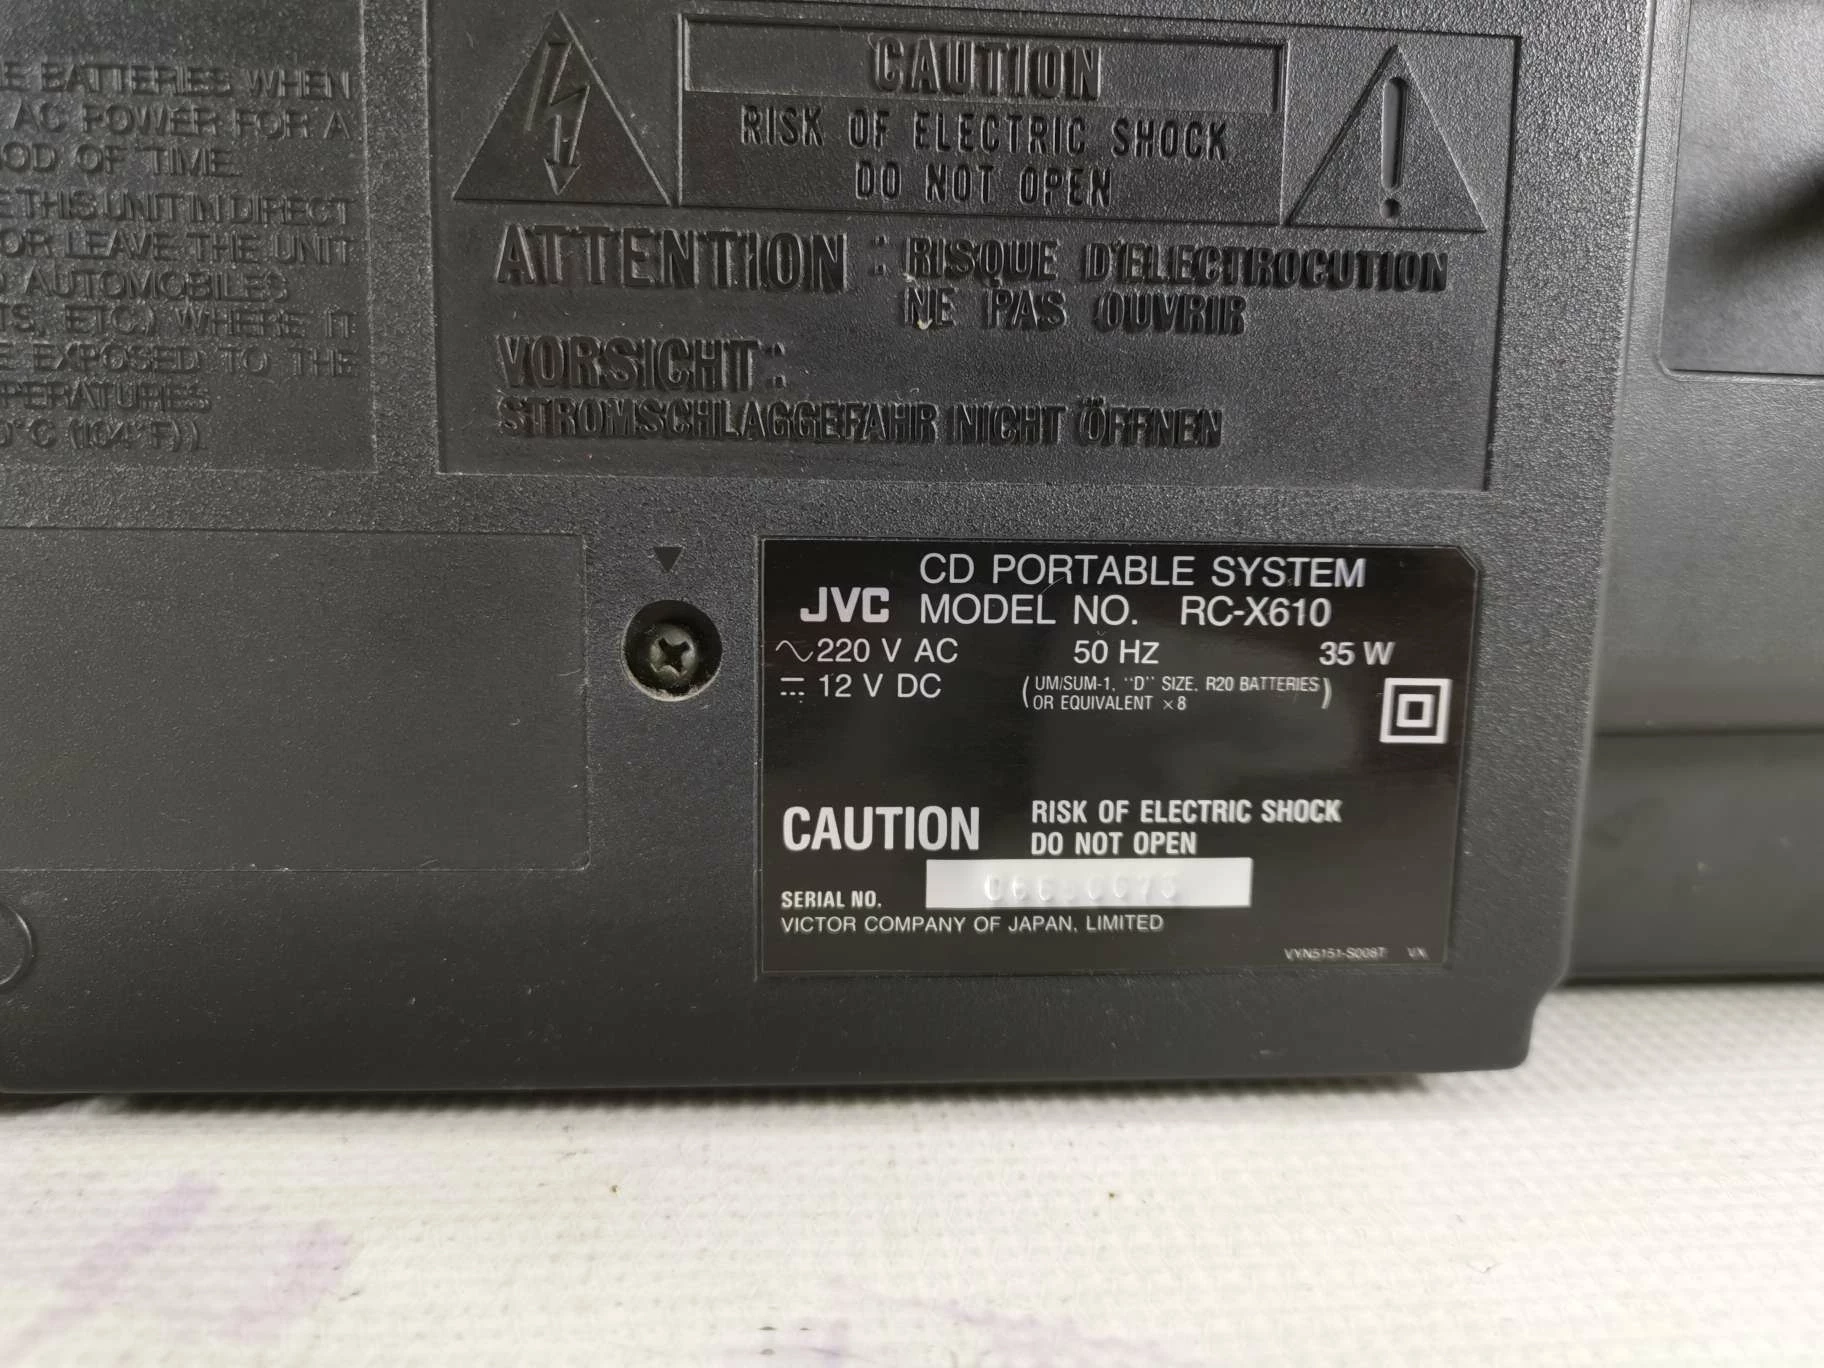 E BATTERIES WHEN
AC POWER FOR A
OD OF TIME.
E THIS UNIT IN DIRECT
OR LEAVE THE UNIT
AUTOMOBILES
TS, ETC.) WHERE IT
E EXPOSED TO THE
PERATURES
0°C (104°F))
CAUTION
RISK OF ELECTRIC SHOCK
DO NOT OPEN
ATTENTION : RISQUE D'ELECTROCUTION
NE PAS OUVRIR
VORSICHT:
STROMSCHLAGGEFAHR NICHT ÖFFNEN
CD PORTABLE SYSTEM
JVC MODEL NO. RC-X610
220 V AC 50 HZ 35 W
12 V DC (UM/SUM-1, "D" SIZE, R20 BATTERIES
OR EQUIVALENT ×8)
CAUTION RISK OF ELECTRIC SHOCK
DO NOT OPEN
SERIAL NO.
VICTOR COMPANY OF JAPAN, LIMITED
VYN5151-S008T VX